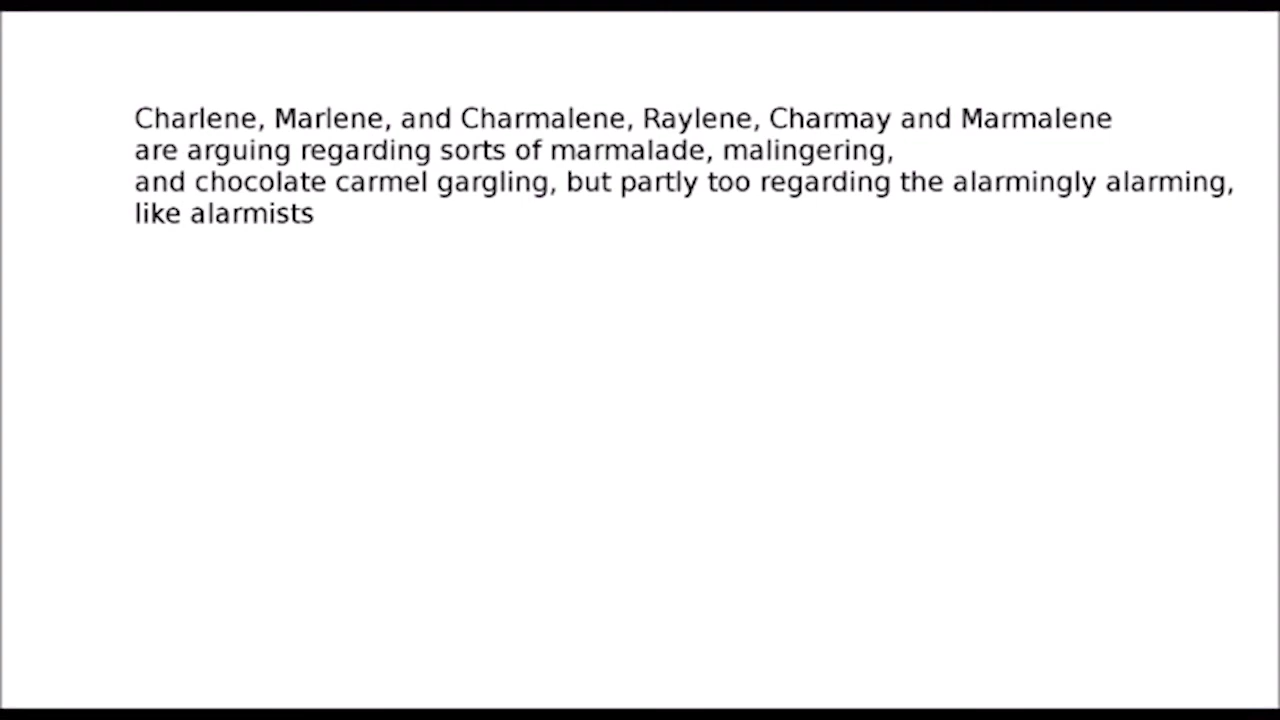 Charlene, Marlene, and Charmalene, Raylene, Charmay and Marmalene
are arguing regarding sorts of marmalade, malingering,
and chocolate carmel gargling, but partly too regarding the alarmingly alarming,
like alarmists